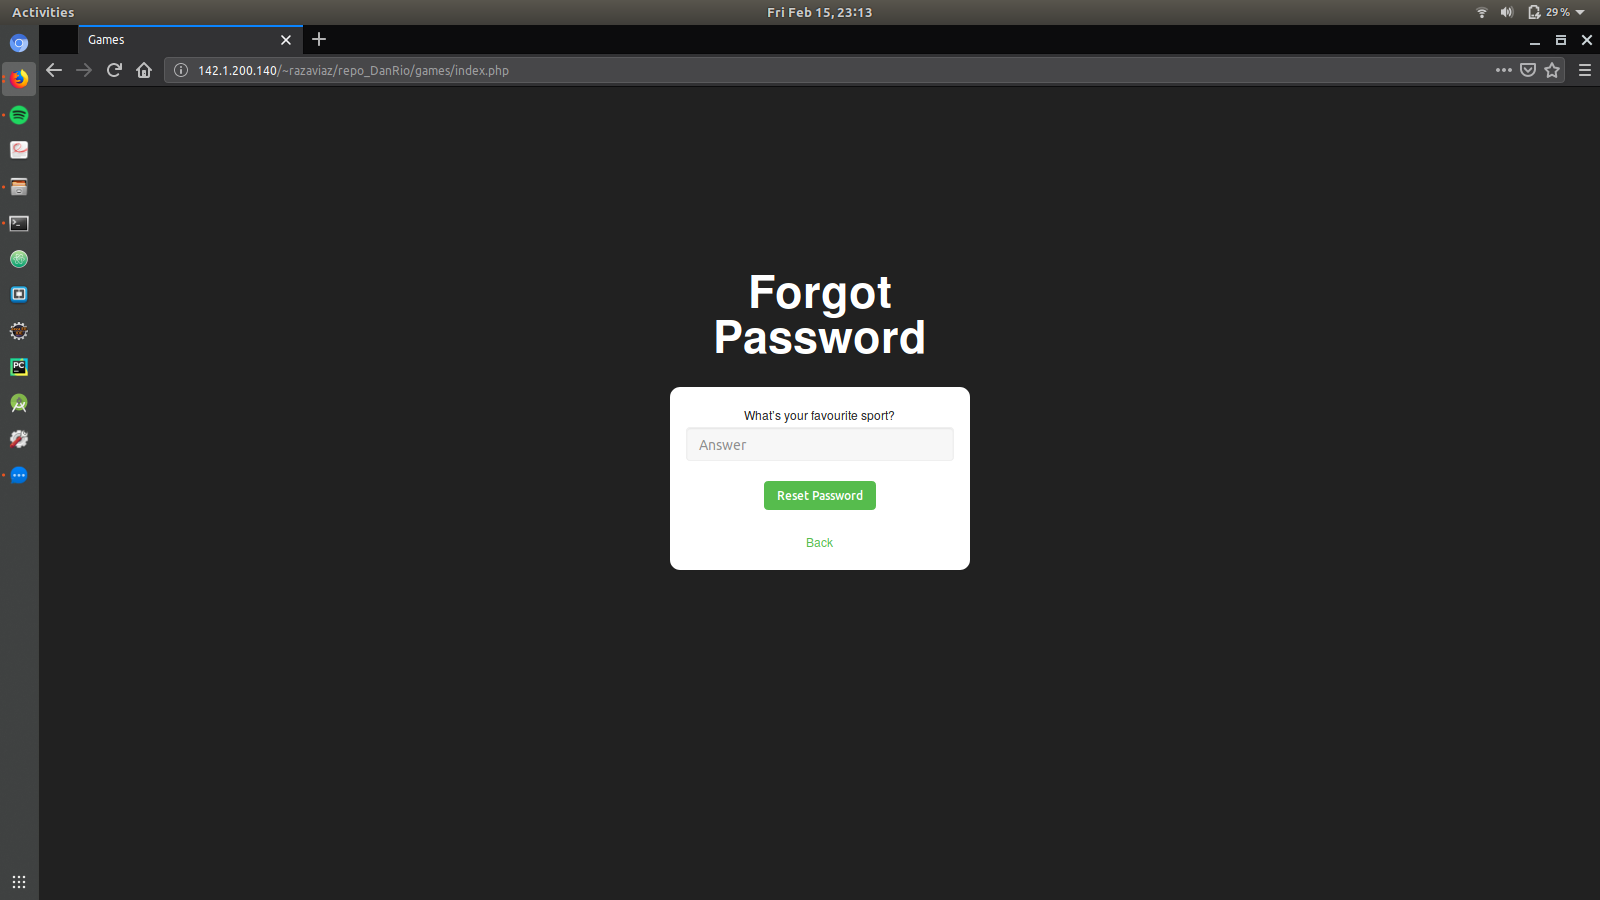 Activities
Fri Feb 15, 23:13
29 %
Games
142.1.200.140/~razaviaz/repo_DanRio/games/index.php
Forgot
Password
What's your favourite sport?
Answer
Reset Password
Back
PC